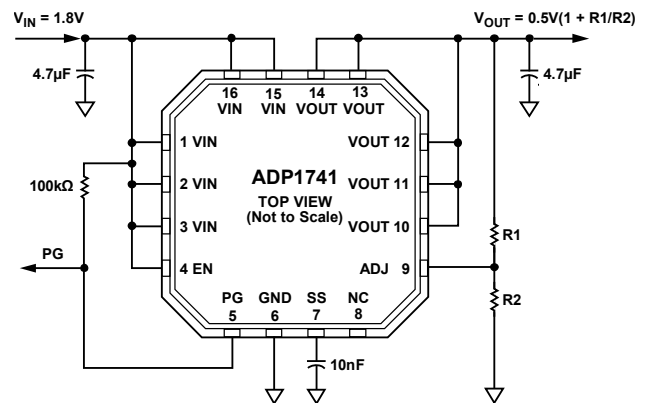 VIN = 1.8V
VOUT = 0.5V(1 + R1/R2)
4.7µF
4.7µF
16
15
14
13
VIN
VIN
VOUT
VOUT
1 VIN
VOUT 12
100kΩ
2 VIN
ADP1741
VOUT 11
TOP VIEW
(Not to Scale)
3 VIN
VOUT 10
R1
PG
4 EN
ADJ 9
PG
GND
SS
NC
5
6
7
8
R2
10nF